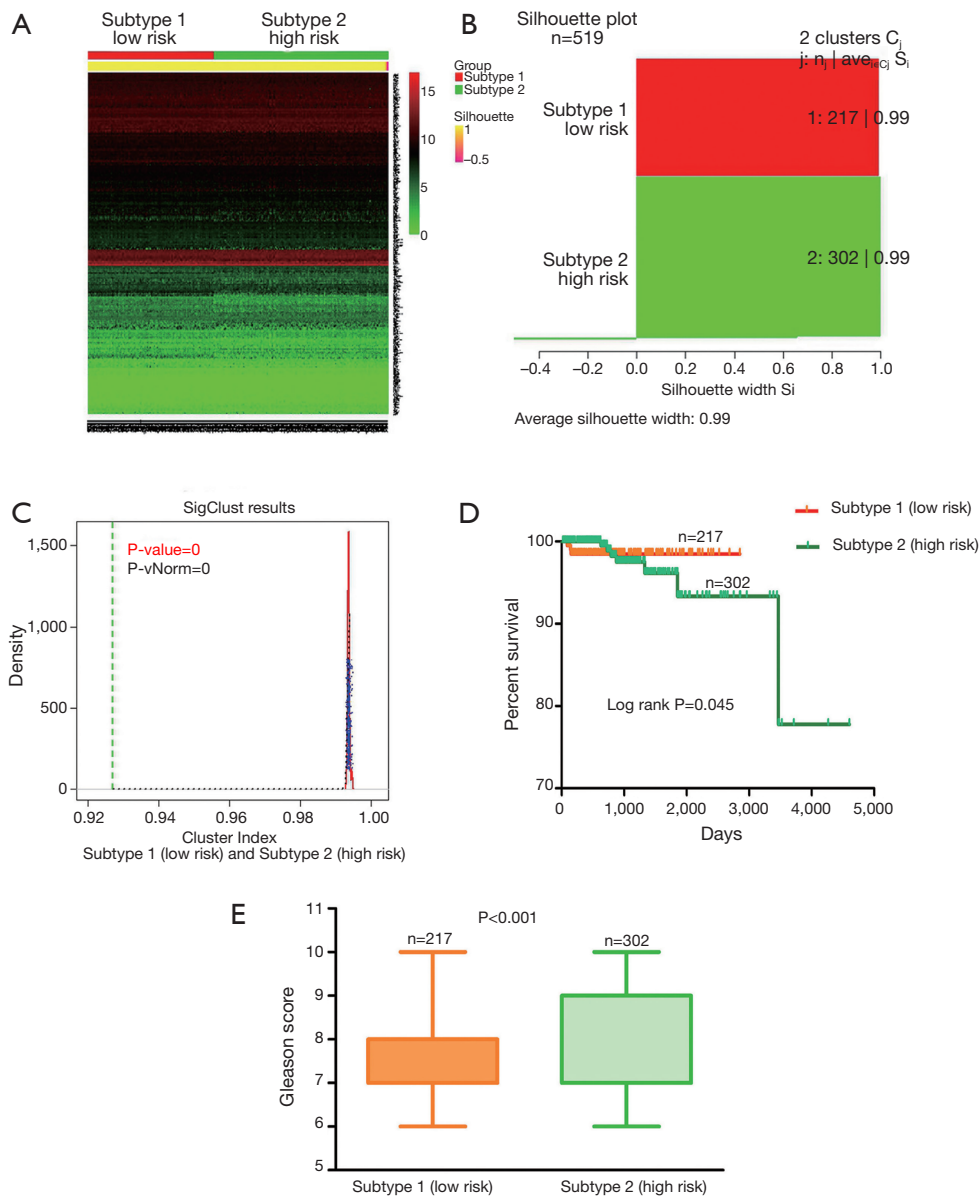 A
Subtype 1
low risk
Subtype 2
high risk
Group
Subtype 1
Subtype 2
Silhouette
1
−0.5
15
10
5
0
B
Silhouette plot
n=519
2 clusters Cj
j: nj | avei∈Cj Si
Subtype 1
low risk
1: 217 | 0.99
Subtype 2
high risk
2: 302 | 0.99
−0.4 −0.2 0.0 0.2 0.4 0.6 0.8 1.0
Silhouette width Si
Average silhouette width: 0.99
C
SigClust results
P-value=0
P-vNorm=0
Density
1,500
1,000
500
0
0.92 0.94 0.96 0.98 1.00
Cluster Index
Subtype 1 (low risk) and Subtype 2 (high risk)
D
Subtype 1 (low risk)
Subtype 2 (high risk)
n=217
n=302
Percent survival
100
90
80
70
Log rank P=0.045
0 1,000 2,000 3,000 4,000 5,000
Days
E
P<0.001
n=217
n=302
Gleason score
11
10
9
8
7
6
5
Subtype 1 (low risk)
Subtype 2 (high risk)